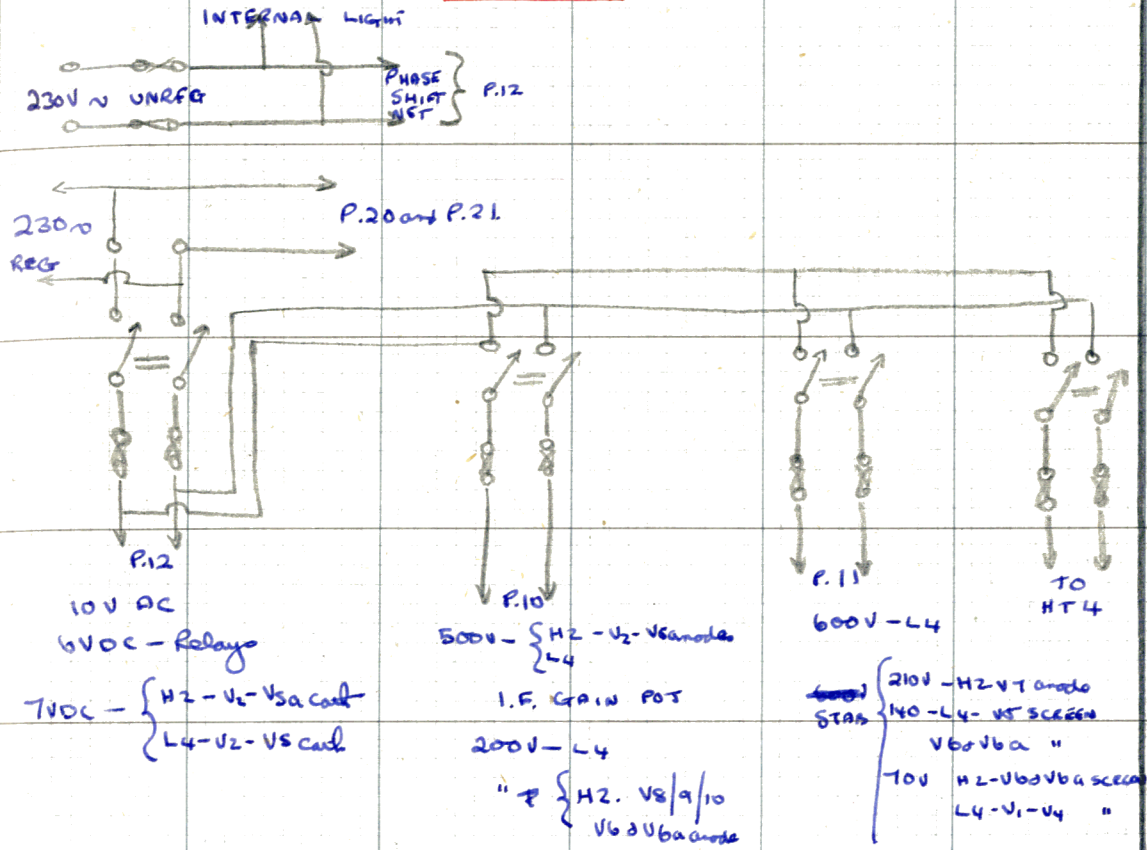 INTERNAL LIGHT
PHASE
SHIFT
NET
P.12
230V ~ UNREG
230 ~
REG
P.20 and P.21.
P.12
10V AC
6VDC - Relays
7VDC - { H2 - V2 - V5a cath
L4 - V2 - V5 cath
P.10
500V - { H2 - V2 - V5 anodes
L4
I.F. GAIN POT
200V - L4
" { H2. V8/9/10
V6 & V6a anode
P.11
600V - L4
STAB { 210V - H2 V7 anode
140 - L4 - V5 SCREEN
V6 & V6a "
70V H2 - V6 & V6a SCREEN
L4 - V1 - V4 "
TO
HT4